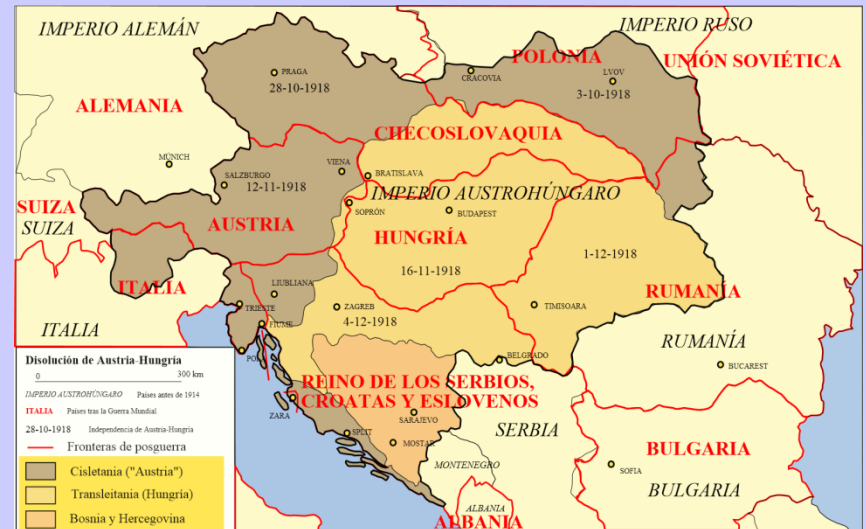 IMPERIO ALEMÁN
IMPERIO RUSO
POLONIA
UNIÓN SOVIÉTICA
PRAGA
CRACOVIA
LVOV
28-10-1918
3-10-1918
ALEMANIA
CHECOSLOVAQUIA
MÚNICH
VIENA
SALZBURGO
BRATISLAVA
12-11-1918
IMPERIO AUSTROHÚNGARO
SUIZA
SOPRÓN
BUDAPEST
SUIZA
AUSTRIA
HUNGRÍA
1-12-1918
16-11-1918
ITALIA
LIUBLIANA
RUMANÍA
TRIESTE
ZAGREB
TIMISOARA
FIUME
4-12-1918
ITALIA
RUMANÍA
POLA
BELGRADO
BUCAREST
Disolución de Austria-Hungría
0 300 km
IMPERIO AUSTROHÚNGARO Países antes de 1914
ITALIA Países tras la Guerra Mundial
28-10-1918 Independencia de Austria-Hungría
Fronteras de posguerra
Cisletania ("Austria")
Transleitania (Hungría)
Bosnia y Hercegovina
REINO DE LOS SERBIOS,
CROATAS Y ESLOVENOS
ZARA
SARAJEVO
SPLIT
MOSTAR
SERBIA
BULGARIA
MONTENEGRO
SOFIA
BULGARIA
ALBANIA
ALBANIA